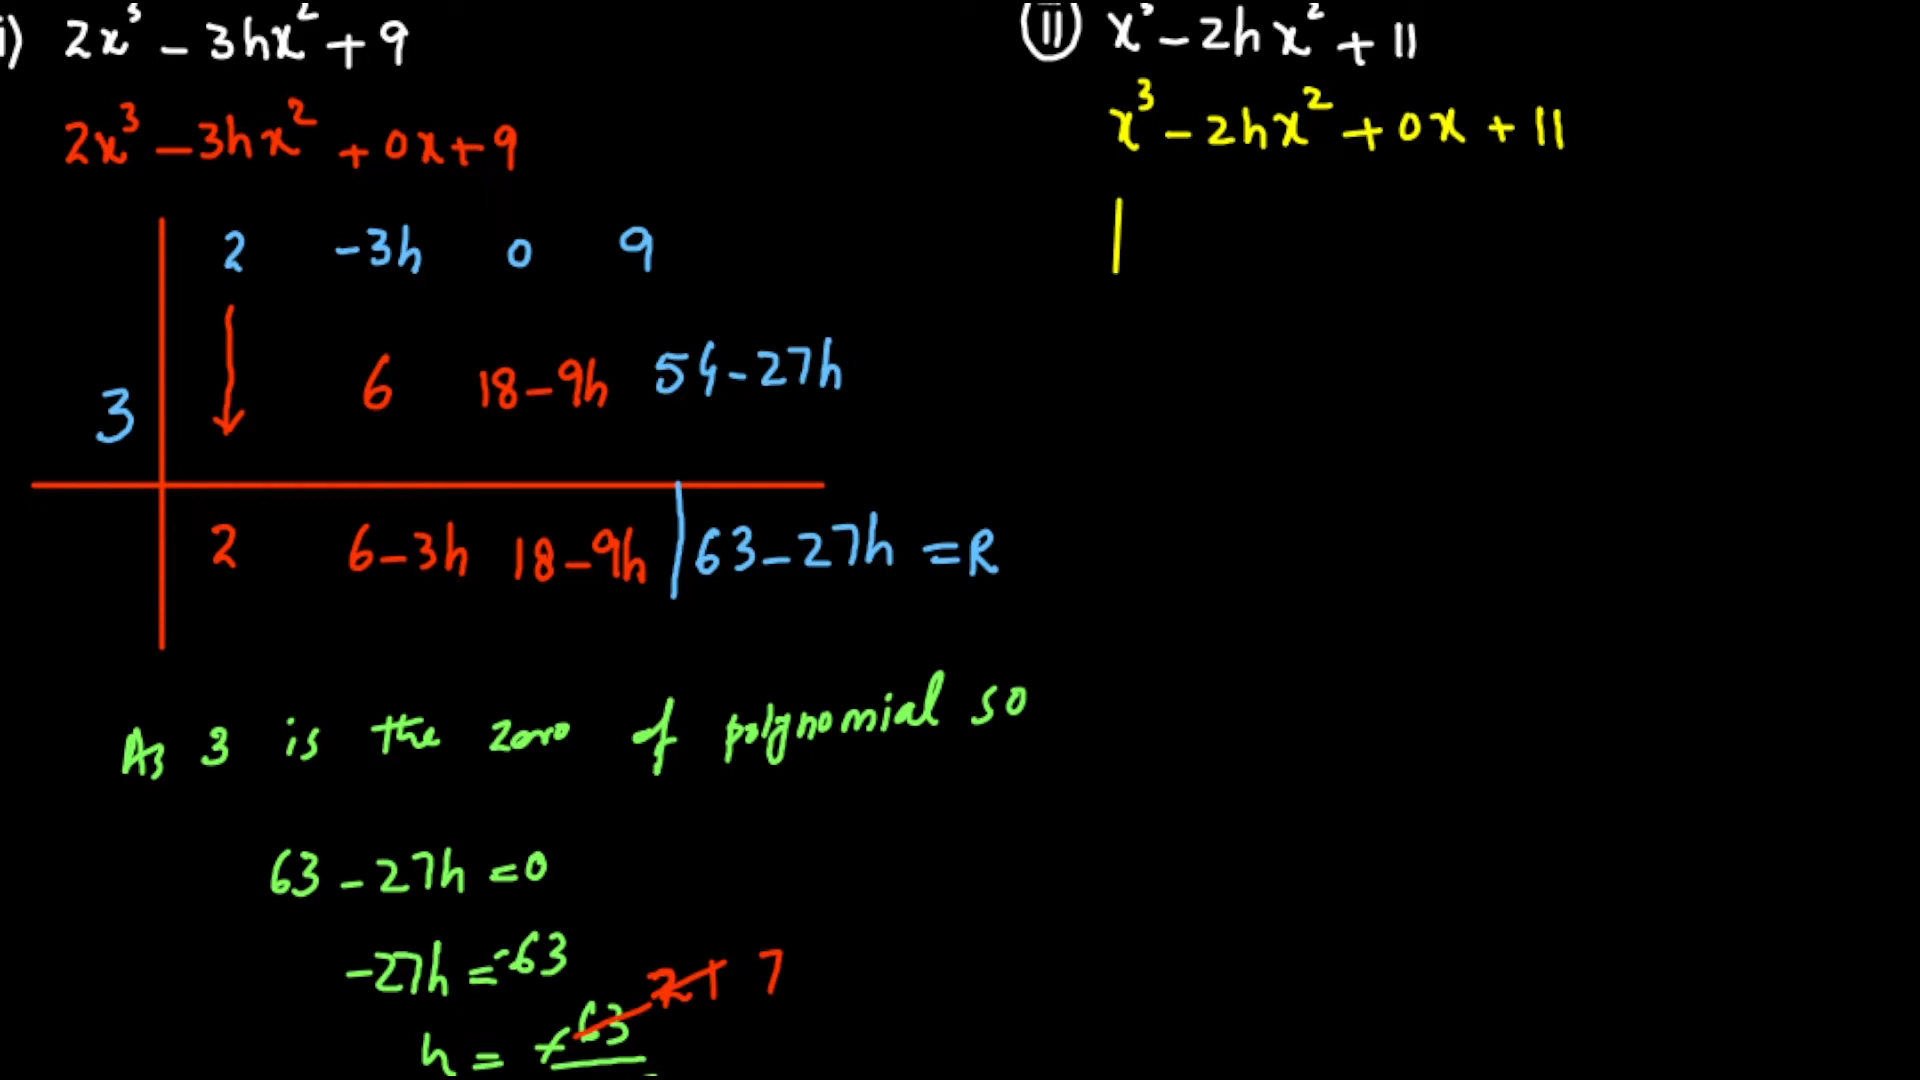 i) 2x³ - 3hx² + 9
2x³ - 3hx² + 0x + 9
2 -3h 0 9
3 6 18-9h 54-27h
2 6-3h 18-9h 63-27h = R
As 3 is the zero of polynomial so
63 - 27h = 0
-27h = -63
21 7
h = -63
(ii) x³ - 2hx² + 11
x³ - 2hx² + 0x + 11